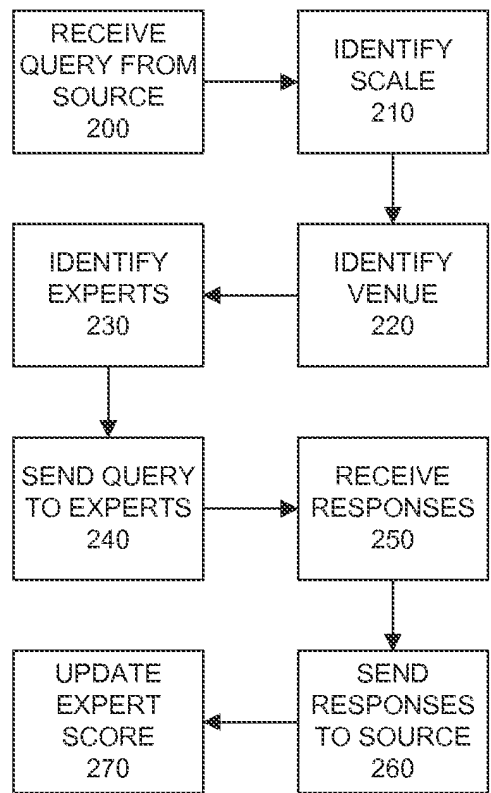 RECEIVE
QUERY FROM
SOURCE
200
IDENTIFY
SCALE
210
IDENTIFY
VENUE
220
IDENTIFY
EXPERTS
230
SEND QUERY
TO EXPERTS
240
RECEIVE
RESPONSES
250
SEND
RESPONSES
TO SOURCE
260
UPDATE
EXPERT
SCORE
270